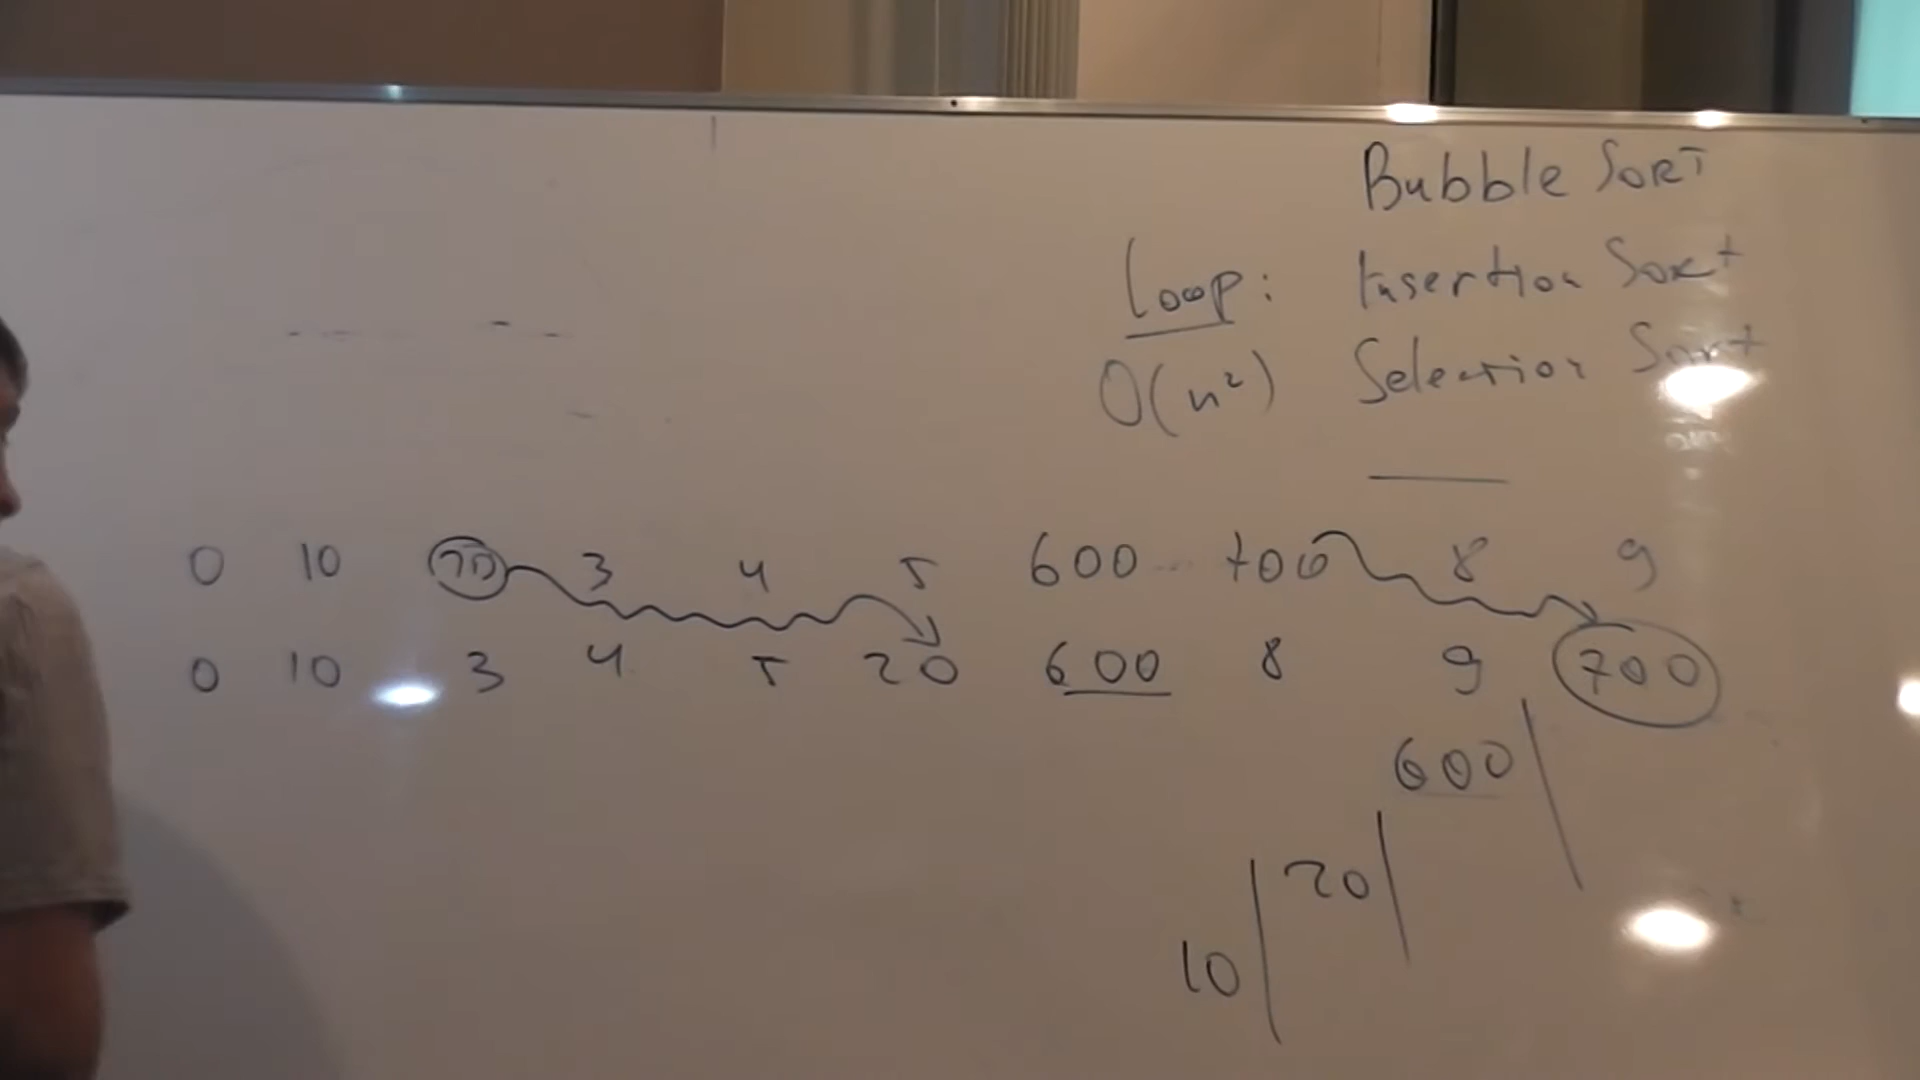 Bubble SORT
Loop: Insertion Sort
O(n²) Selection Sort
0 10 20 3 4 5 600 700 8 9
0 10 3 4 5 20 600 8 9 700
600
20
10